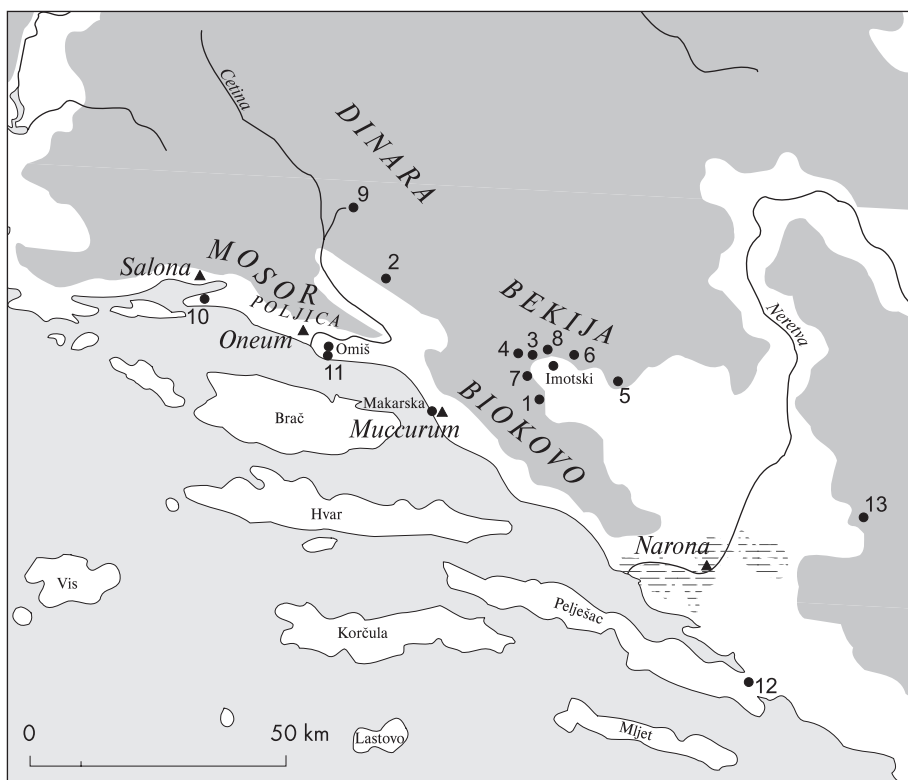 Cetina
DINARA
9
2
MOSOR
Salona
POLJICA
10
Oneum
Omiš
11
BEKIJA
4
3
8
6
7
Imotski
5
1
Neretva
Makarska
Muccurum
BIOKOVO
Brač
Hvar
13
Narona
Vis
Pelješac
Korčula
12
0
50 km
Lastovo
Mljet